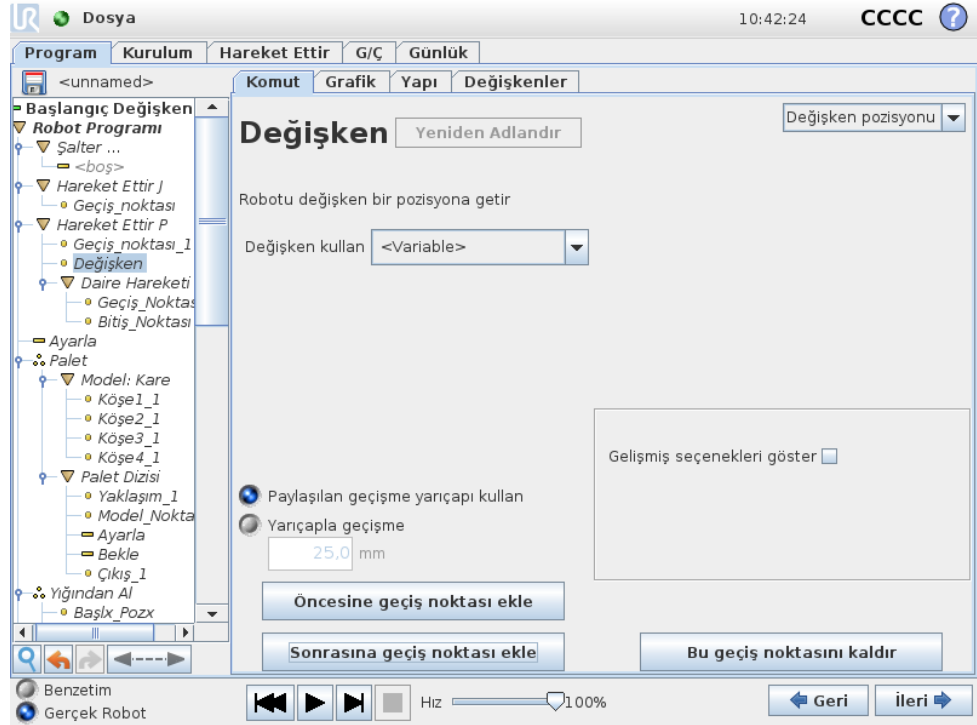 UR Dosya 10:42:24 CCCC ?
Program Kurulum Hareket Ettir G/Ç Günlük
<unnamed> Komut Grafik Yapı Değişkenler
Başlangıç Değişken
Robot Programı
Şalter ...
<boş>
Hareket Ettir J
Geçiş_noktası
Hareket Ettir P
Geçiş_noktası_1
Değişken
Daire Hareketi
Geçiş_Noktas
Bitiş_Noktası
Ayarla
Palet
Model: Kare
Köşe1_1
Köşe2_1
Köşe3_1
Köşe4_1
Palet Dizisi
Yaklaşım_1
Model_Nokta
Ayarla
Bekle
Çıkış_1
Yığından Al
Başlx_Pozx
Değişken Yeniden Adlandır Değişken pozisyonu
Robotu değişken bir pozisyona getir
Değişken kullan <Variable>
Gelişmiş seçenekleri göster
Paylaşılan geçişme yarıçapı kullan
Yarıçapla geçişme
25,0 mm
Öncesine geçiş noktası ekle
Sonrasına geçiş noktası ekle Bu geçiş noktasını kaldır
Benzetim
Gerçek Robot
Hız 100% Geri İleri